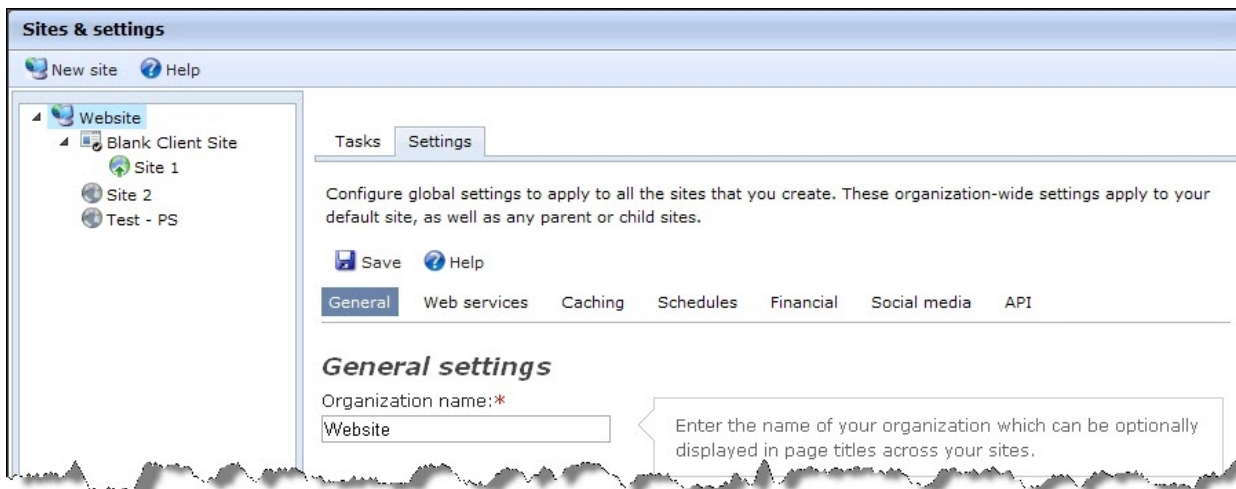 Sites & settings
New site Help
Website
Blank Client Site
Site 1
Site 2
Test - PS
Tasks Settings
Configure global settings to apply to all the sites that you create. These organization-wide settings apply to your
default site, as well as any parent or child sites.
Save Help
General Web services Caching Schedules Financial Social media API
General settings
Organization name:*
Website
Enter the name of your organization which can be optionally
displayed in page titles across your sites.